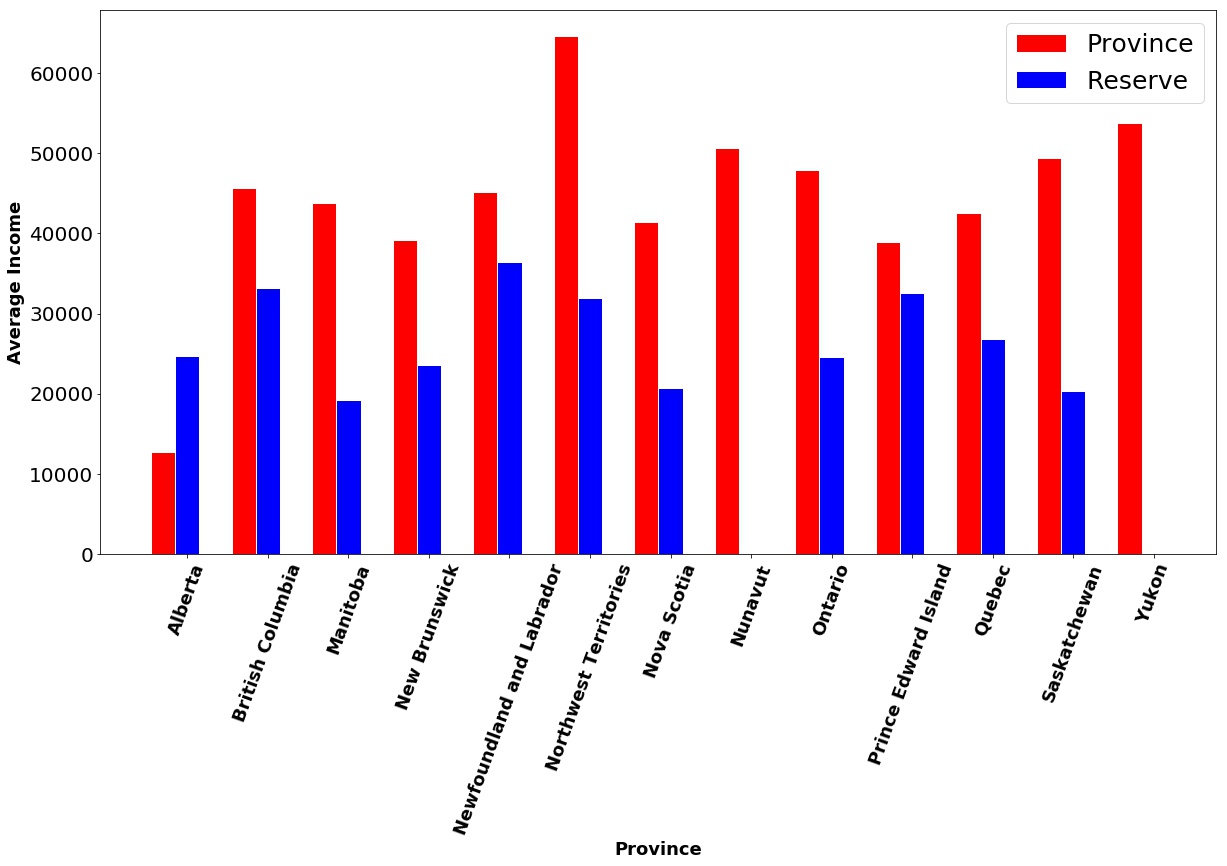 Province
Reserve
60000
50000
40000
30000
20000
10000
0
Average Income
Alberta
British Columbia
Manitoba
New Brunswick
Newfoundland and Labrador
Northwest Territories
Nova Scotia
Nunavut
Ontario
Prince Edward Island
Quebec
Saskatchewan
Yukon
Province